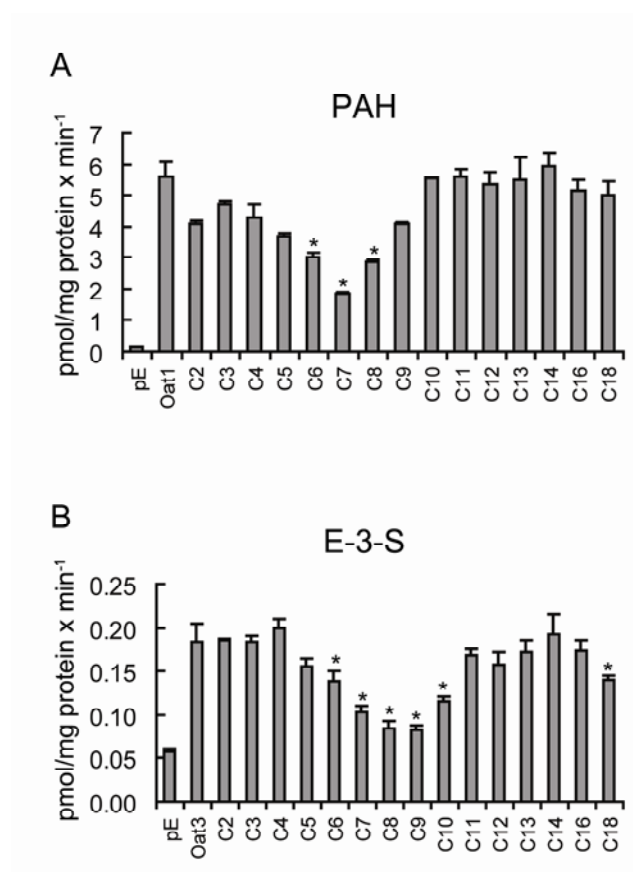 A
PAH
pmol/mg protein x min⁻¹
7
6
5
4
3
2
1
0
* * *
pE Oat1 C2 C3 C4 C5 C6 C7 C8 C9 C10 C11 C12 C13 C14 C16 C18
B
E-3-S
pmol/mg protein x min⁻¹
0.25
0.20
0.15
0.10
0.05
0.00
* * * * * *
pE Oat3 C2 C3 C4 C5 C6 C7 C8 C9 C10 C11 C12 C13 C14 C16 C18